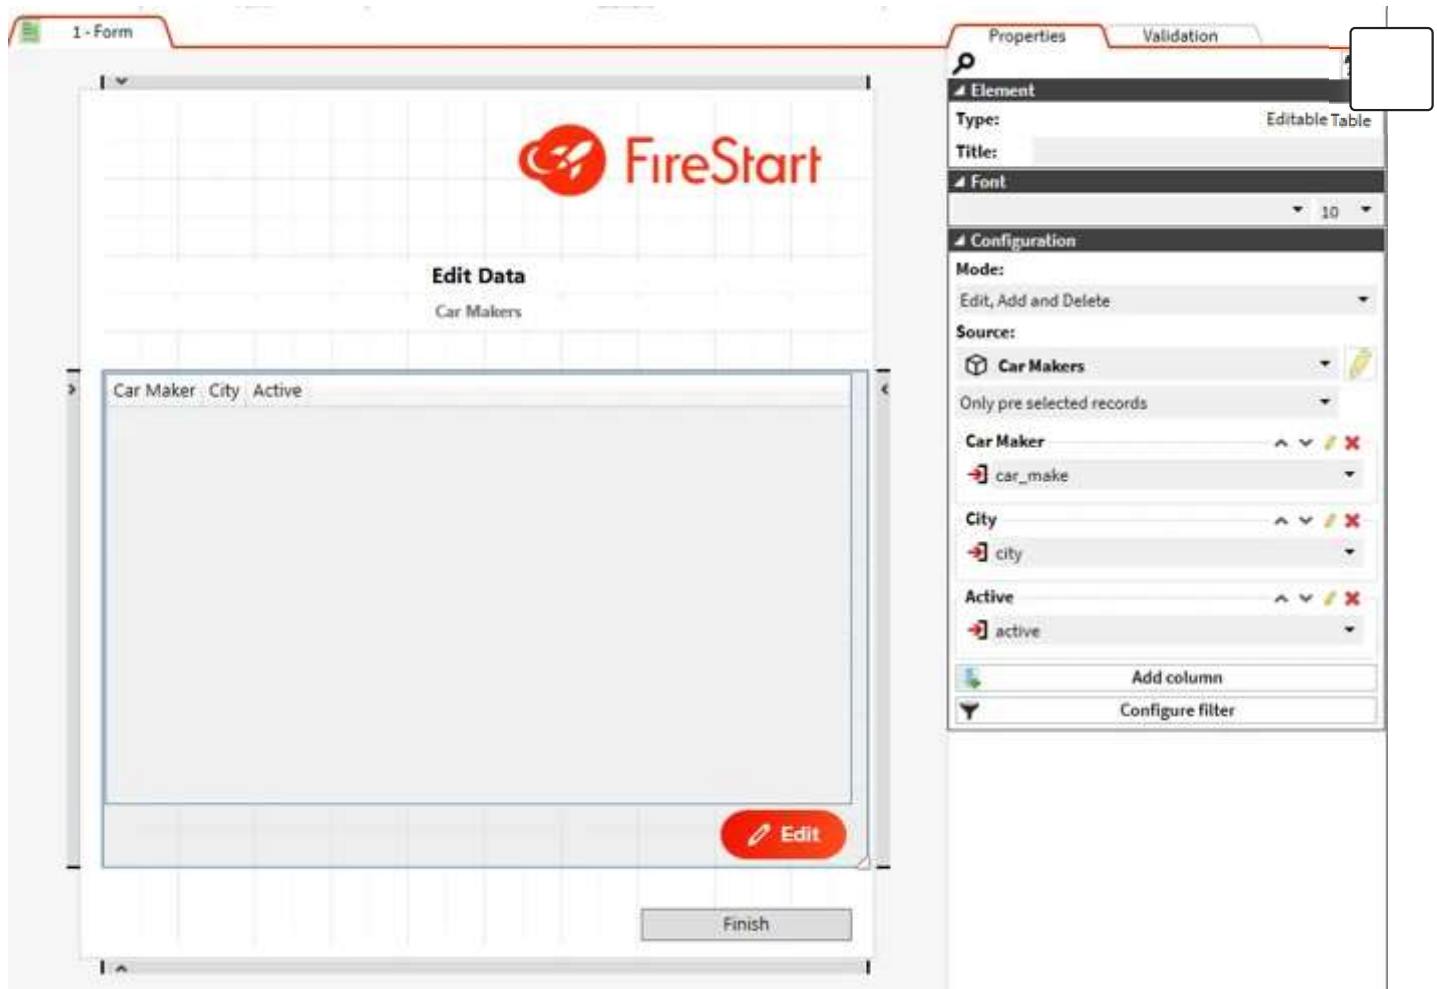 1 - Form
Properties
Validation
Element
Type:
Editable Table
Title:
Font
10
Configuration
Mode:
Edit, Add and Delete
Source:
Car Makers
Only pre selected records
Car Maker
car_make
City
city
Active
active
Add column
Configure filter
FireStart
Edit Data
Car Makers
Car Maker City Active
Edit
Finish